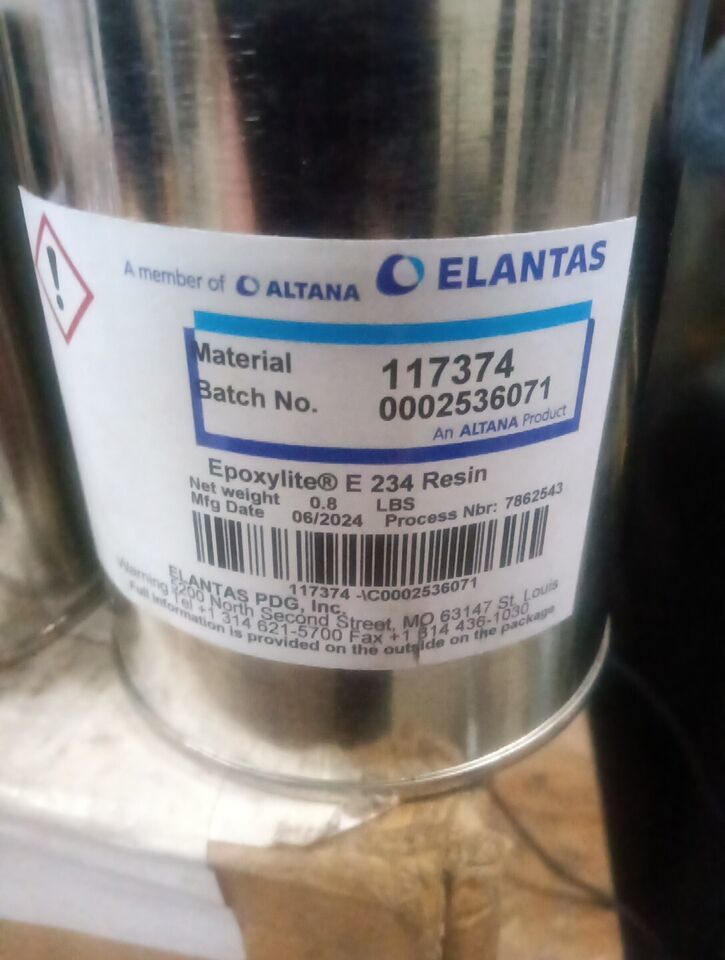 A member of ALTANA ELANTAS
Material 117374
Batch No. 0002536071
An ALTANA Product
Epoxylite® E 234 Resin
Net weight 0.8 LBS
Mfg Date 06/2024 Process Nbr: 7862543
117374 -\C0002536071
ELANTAS PDG, Inc.
Warning 5200 North Second Street, MO 63147 St. Louis
Tel +1 314 621-5700 Fax +1 314 436-1030
Full information is provided on the outside on the package